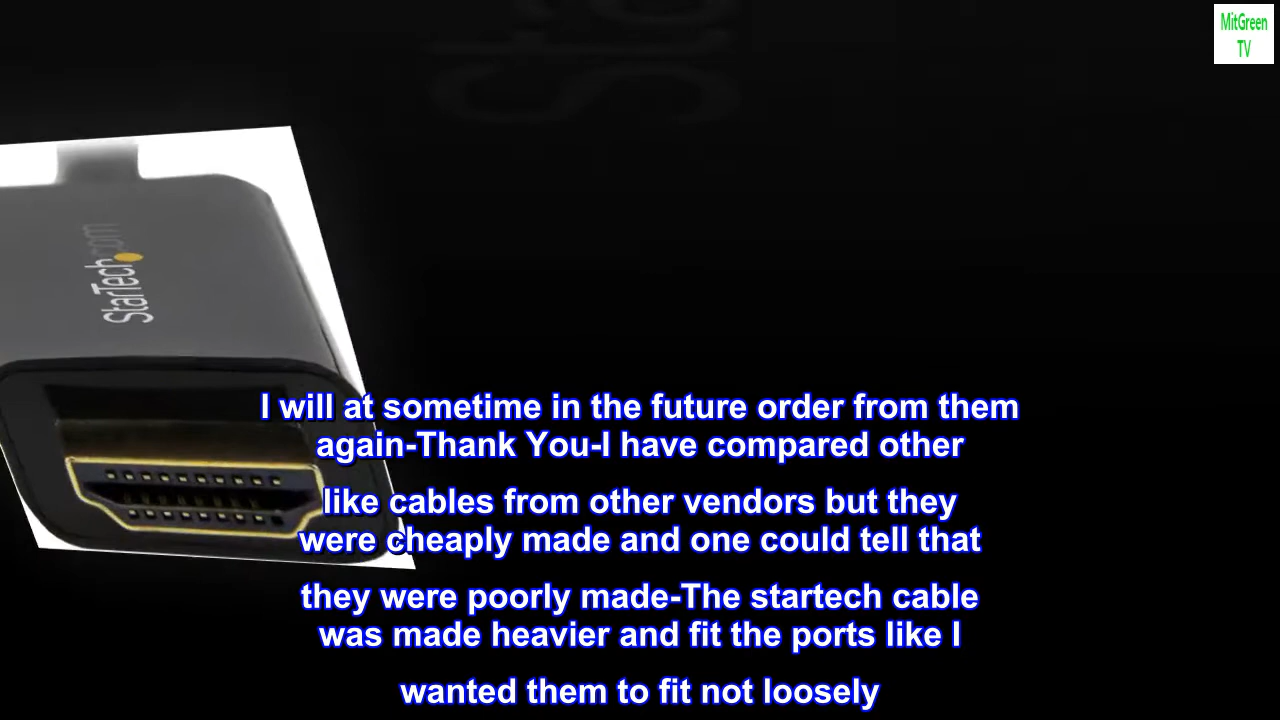 MitGreen
TV
StarTech.com
I will at sometime in the future order from them
again-Thank You-I have compared other
like cables from other vendors but they
were cheaply made and one could tell that
they were poorly made-The startech cable
was made heavier and fit the ports like I
wanted them to fit not loosely